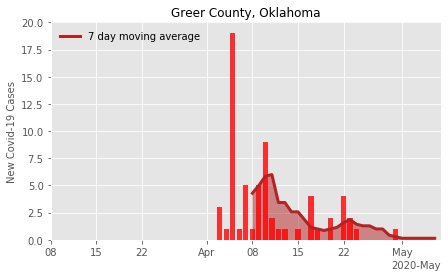 Greer County, Oklahoma
7 day moving average
New Covid-19 Cases
20.0
17.5
15.0
12.5
10.0
7.5
5.0
2.5
0.0
08 15 22 Apr 08 15 22 May
2020-May